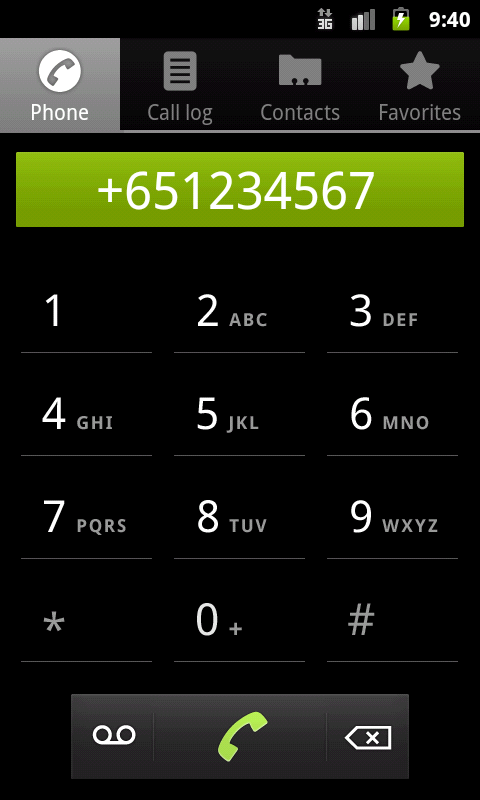 3G 9:40
Phone Call log Contacts Favorites
+651234567
1 2 ABC 3 DEF
4 GHI 5 JKL 6 MNO
7 PQRS 8 TUV 9 WXYZ
* 0 + #